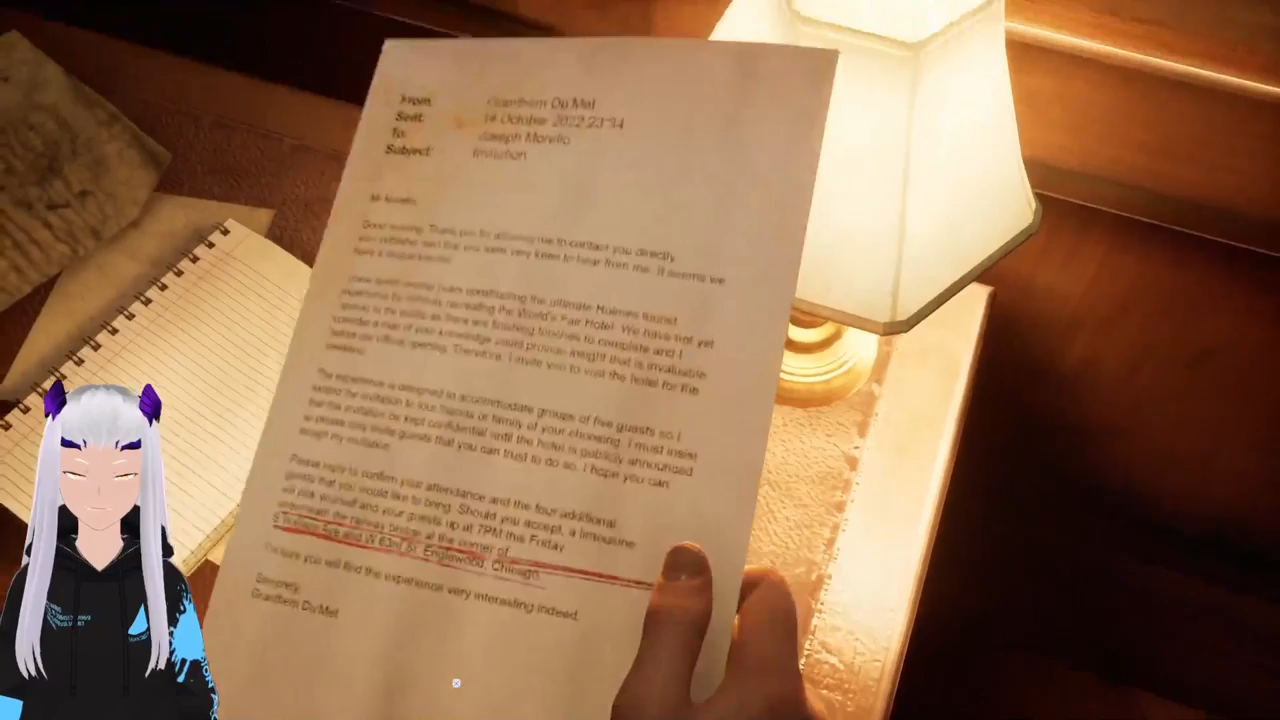 From: Granthem Du'Met
Sent: 14 October 2022 23:34
To: Joseph Morello
Subject: Invitation
Mr Morello,
Good evening. Thank you for allowing me to contact you directly,
your publisher said that you were very keen to hear from me. It seems we
have a mutual interest.
constructing the ultimate Holmes tourist
experience by recreating the World's Fair Hotel. We have not yet
opened to the public as there are finishing touches to complete and I
consider a man of your knowledge could provide insight that is invaluable
before our official opening. Therefore, I invite you to visit the hotel for the
weekend.
The experience is designed to accommodate groups of five guests so I
extend the invitation to four friends or family of your choosing. I must insist
that the invitation be kept confidential until the hotel is publicly announced
so please only invite guests that you can trust to do so. I hope you can
accept my invitation.
Please reply to confirm your attendance and the four additional
guests that you would like to bring. Should you accept, a limousine
will pick yourself and your guests up at 7PM this Friday
underneath the railway bridge at the corner of
S Wallace Ave and W 63rd St, Englewood, Chicago.
I'm sure you will find the experience very interesting indeed.
Sincerely,
Granthem Du'Met